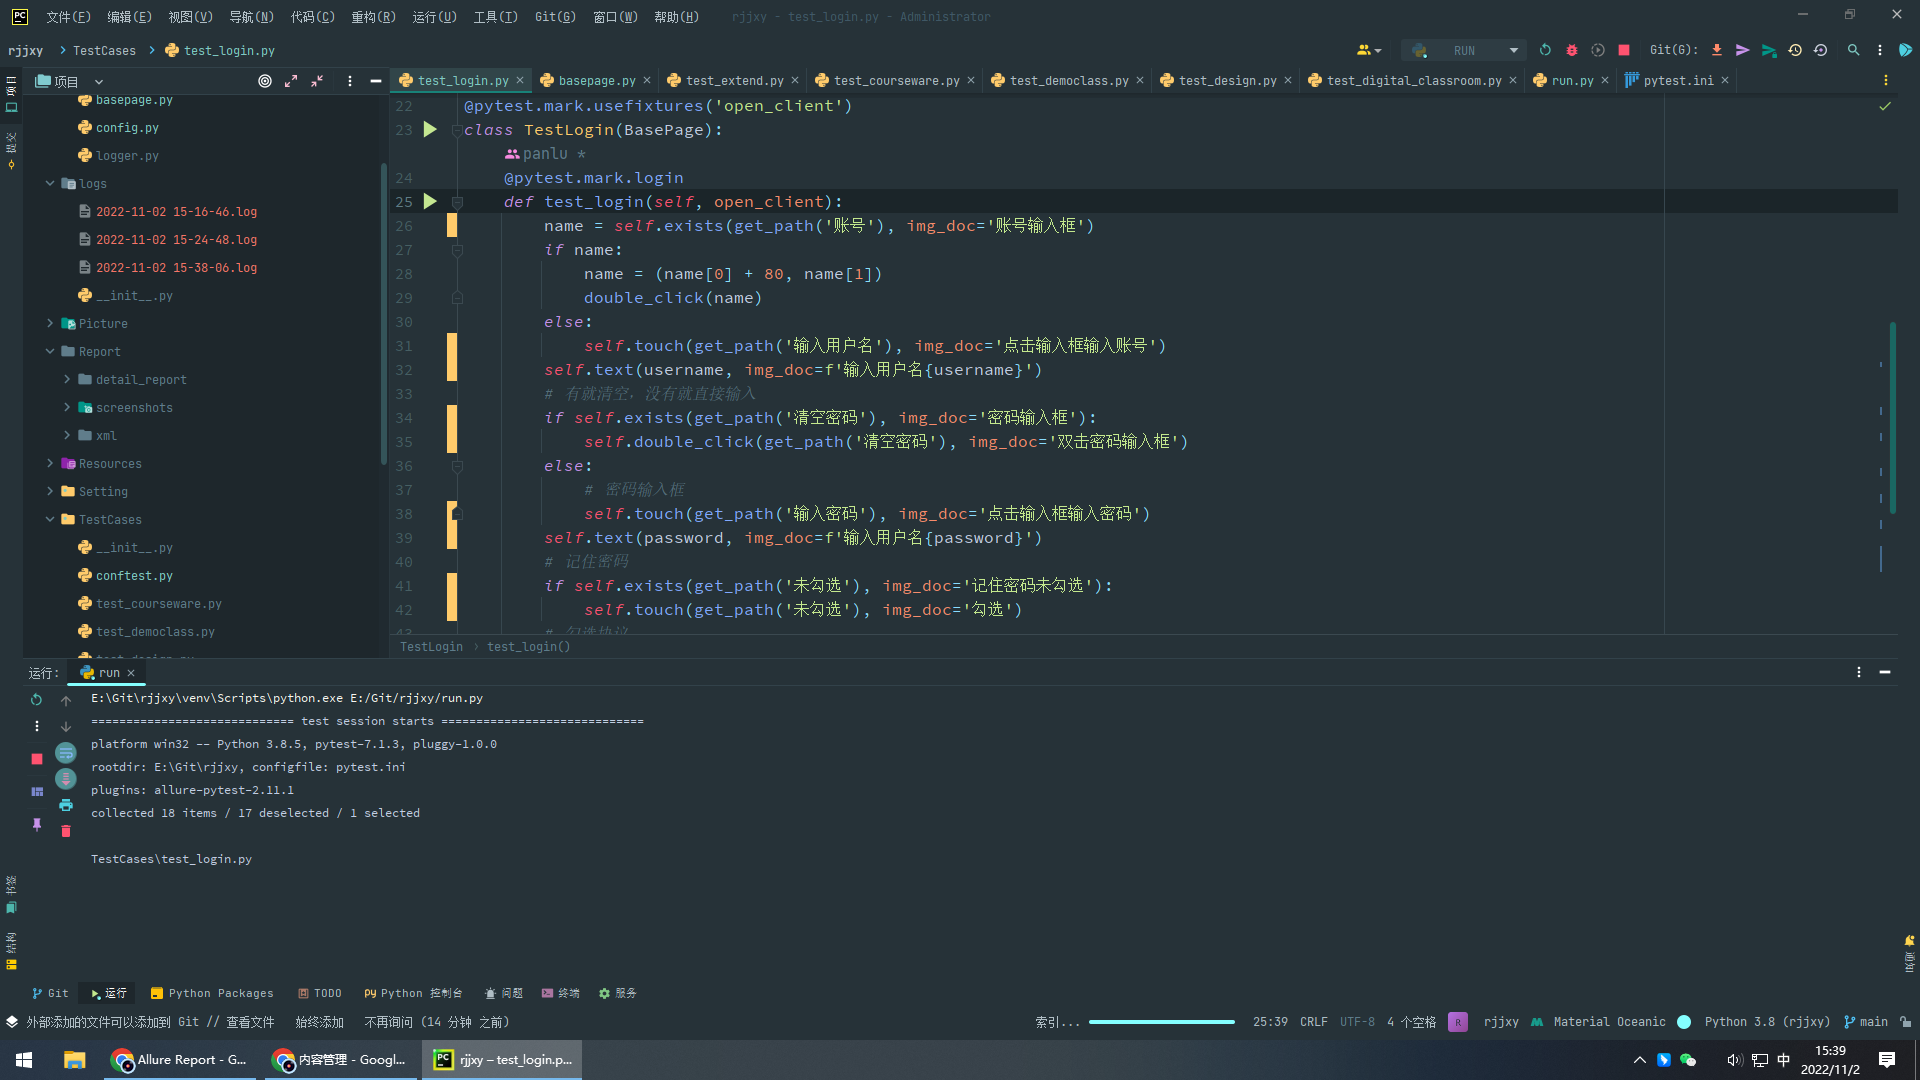 文件(F) 编辑(E) 视图(V) 导航(N) 代码(C) 重构(R) 运行(U) 工具(T) Git(G) 窗口(W) 帮助(H) rjjxy - test_login.py - Administrator
rjjxy TestCases test_login.py RUN Git(G):
项目
提交
书签
结构
通知
项目
basepage.py
config.py
logger.py
logs
2022-11-02 15-16-46.log
2022-11-02 15-24-48.log
2022-11-02 15-38-06.log
__init__.py
Picture
Report
detail_report
screenshots
xml
Resources
Setting
TestCases
__init__.py
conftest.py
test_courseware.py
test_democlass.py
test_design.py
test_login.py basepage.py test_extend.py test_courseware.py test_democlass.py test_design.py test_digital_classroom.py run.py pytest.ini
22 @pytest.mark.usefixtures('open_client')
23 class TestLogin(BasePage):
panlu *
24 @pytest.mark.login
25 def test_login(self, open_client):
26 name = self.exists(get_path('账号'), img_doc='账号输入框')
27 if name:
28 name = (name[0] + 80, name[1])
29 double_click(name)
30 else:
31 self.touch(get_path('输入用户名'), img_doc='点击输入框输入账号')
32 self.text(username, img_doc=f'输入用户名{username}')
33 # 有就清空，没有就直接输入
34 if self.exists(get_path('清空密码'), img_doc='密码输入框'):
35 self.double_click(get_path('清空密码'), img_doc='双击密码输入框')
36 else:
37 # 密码输入框
38 self.touch(get_path('输入密码'), img_doc='点击输入框输入密码')
39 self.text(password, img_doc=f'输入用户名{password}')
40 # 记住密码
41 if self.exists(get_path('未勾选'), img_doc='记住密码未勾选'):
42 self.touch(get_path('未勾选'), img_doc='勾选')
43 # 勾选协议
TestLogin test_login()
运行: run
E:\Git\rjjxy\venv\Scripts\python.exe E:/Git/rjjxy/run.py
============================= test session starts =============================
platform win32 -- Python 3.8.5, pytest-7.1.3, pluggy-1.0.0
rootdir: E:\Git\rjjxy, configfile: pytest.ini
plugins: allure-pytest-2.11.1
collected 18 items / 17 deselected / 1 selected
TestCases\test_login.py
Git 运行 Python Packages TODO Python 控制台 问题 终端 服务
外部添加的文件可以添加到 Git // 查看文件 始终添加 不再询问 (14 分钟 之前) 索引... 25:39 CRLF UTF-8 4 个空格 R rjjxy Material Oceanic Python 3.8 (rjjxy) main
Allure Report - G... 内容管理 - Googl... rjjxy – test_login.p... 中 15:39
2022/11/2